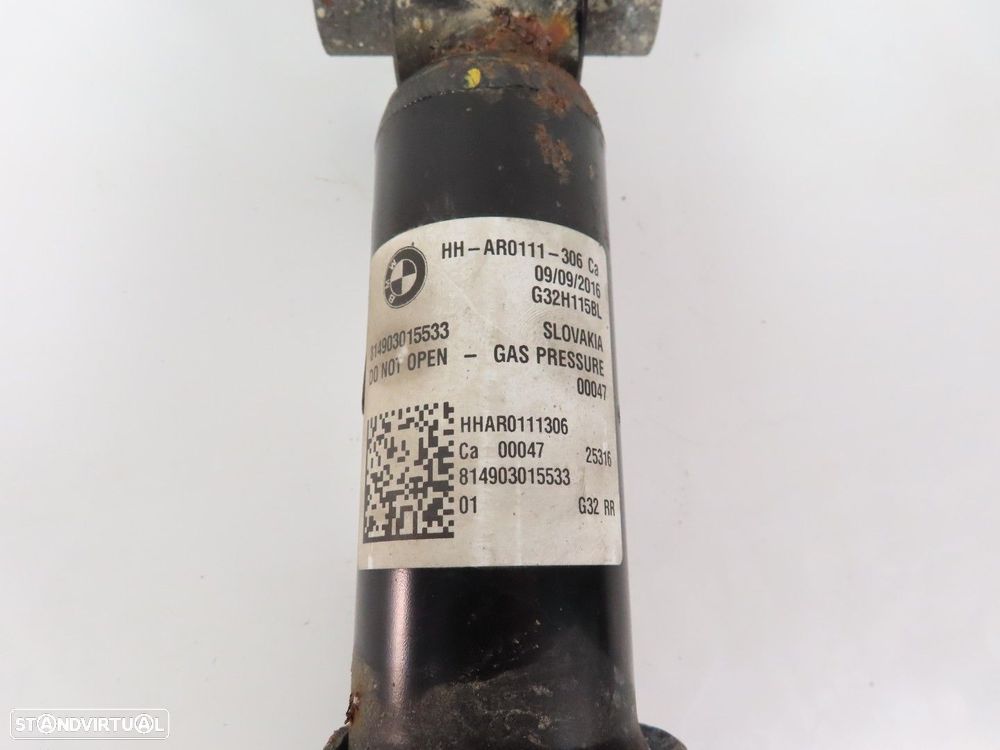 BMW
HH-AR0111-306 Ca
09/09/2016
G32H115BL
814903015533
SLOVAKIA
DO NOT OPEN - GAS PRESSURE
00047
HHAR0111306
Ca 00047 25316
814903015533
01 G32 RR
STANDVIRTUAL